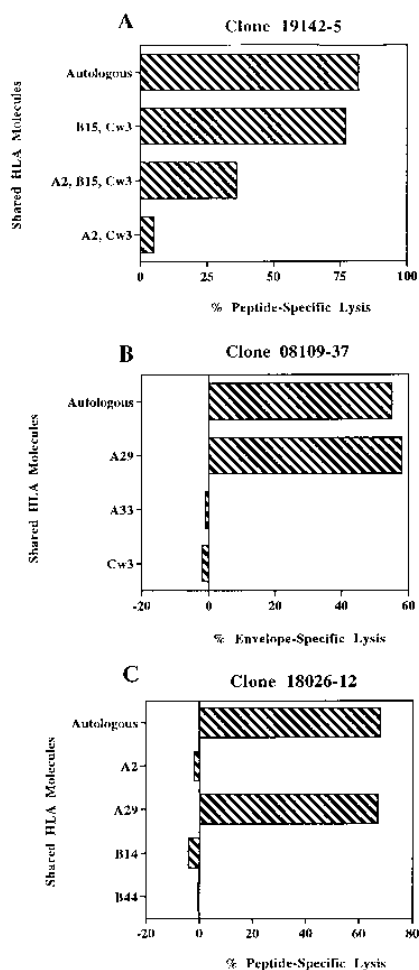 A
Clone 19142-5
Shared HLA Molecules
Autologous
B15, Cw3
A2, B15, Cw3
A2, Cw3
0 25 50 75 100
% Peptide-Specific Lysis
B
Clone 08109-37
Shared HLA Molecules
Autologous
A29
A33
Cw3
-20 0 20 40 60
% Envelope-Specific Lysis
C
Clone 18026-12
Shared HLA Molecules
Autologous
A2
A29
B14
B44
-20 0 20 40 60 80
% Peptide-Specific Lysis